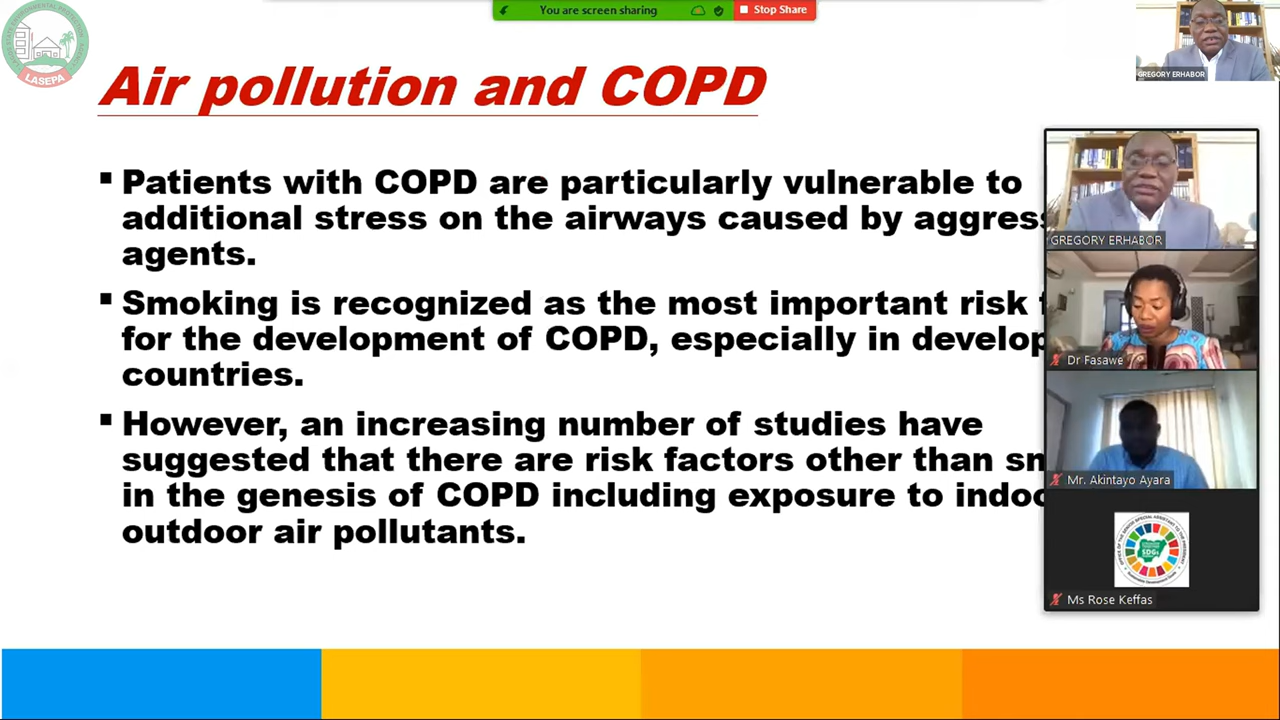 You are screen sharing
Stop Share
LASEPA
GREGORY ERHABOR
Air pollution and COPD
▪ Patients with COPD are particularly vulnerable to
additional stress on the airways caused by aggres
agents.
▪ Smoking is recognized as the most important risk
for the development of COPD, especially in develop
countries.
▪ However, an increasing number of studies have
suggested that there are risk factors other than
in the genesis of COPD including exposure to
outdoor air pollutants.
GREGORY ERHABOR
Dr Fasawe
Mr. Akintayo Ayara
SDGs
Ms Rose Keffas